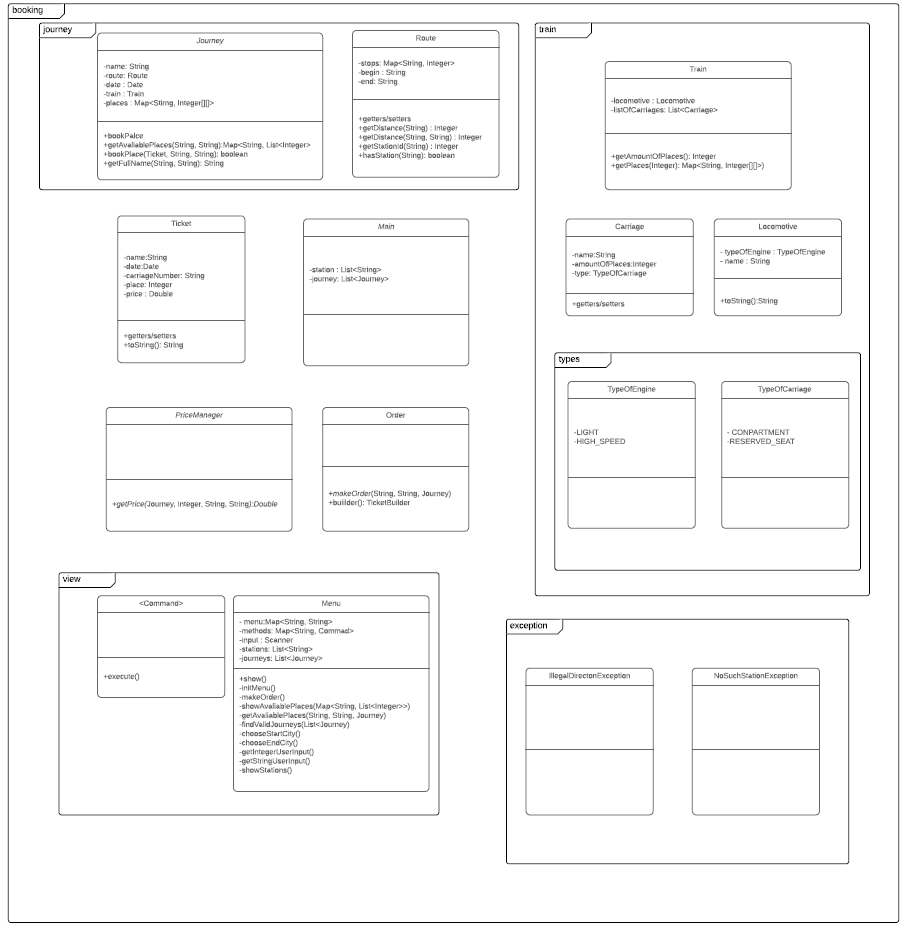 booking
journey
Journey
-name: String
-route: Route
-date : Date
-train : Train
-places : Map<Stirng, Integer[][]>
+bookPalce
+getAvaliablePlaces(String, String):Map<String, List<Integer>
+bookPlace(Ticket, String, String): boolean
+getFullName(String, String): String
Route
-stops: Map<String, Integer>
-begin : String
-end: String
+getters/setters
+getDistance(String) : Integer
+getDistance(String, String) : Integer
+getStationId(String) : Integer
+hasStation(String): boolean
train
Train
-locomotive : Locomotive
-listOfCarriages: List<Carriage>
+getAmountOfPlaces(): Integer
+getPlaces(Integer): Map<String, Integer[][]>)
Ticket
-name:String
-date:Date
-carriageNumber: String
-place: Integer
-price : Double
+getters/setters
+toString(): String
Main
-station : List<String>
-journey: List<Journey>
Carriage
-name:String
-amountOfPlaces:Integer
-type: TypeOfCarriage
+getters/setters
Locomotive
- typeOfEngine : TypeOfEngine
- name : String
+toString():String
types
TypeOfEngine
-LIGHT
-HIGH_SPEED
TypeOfCarriage
- CONPARTMENT
-RESERVED_SEAT
PriceManager
+getPrice(Journey, Integer, String, String):Double
Order
+makeOrder(String, String, Journey)
+builder(): TicketBuilder
view
<Command>
+execute()
Menu
- menu:Map<String, String>
-methods: Map<String, Commad>
-input : Scanner
-stations: List<String>
-journeys: List<Journey>
+show()
-initMenu()
-makeOrder()
-showAvaliablePlaces(Map<String, List<Integer>>)
-getAvaliablePlaces(String, String, Journey)
-findValidJourneys(List<Journey)
-chooseStartCity()
-chooseEndCity()
-getIntegerUserInput()
-getStringUserInput()
-showStations()
exception
IllegalDirectonException
NoSuchStationException